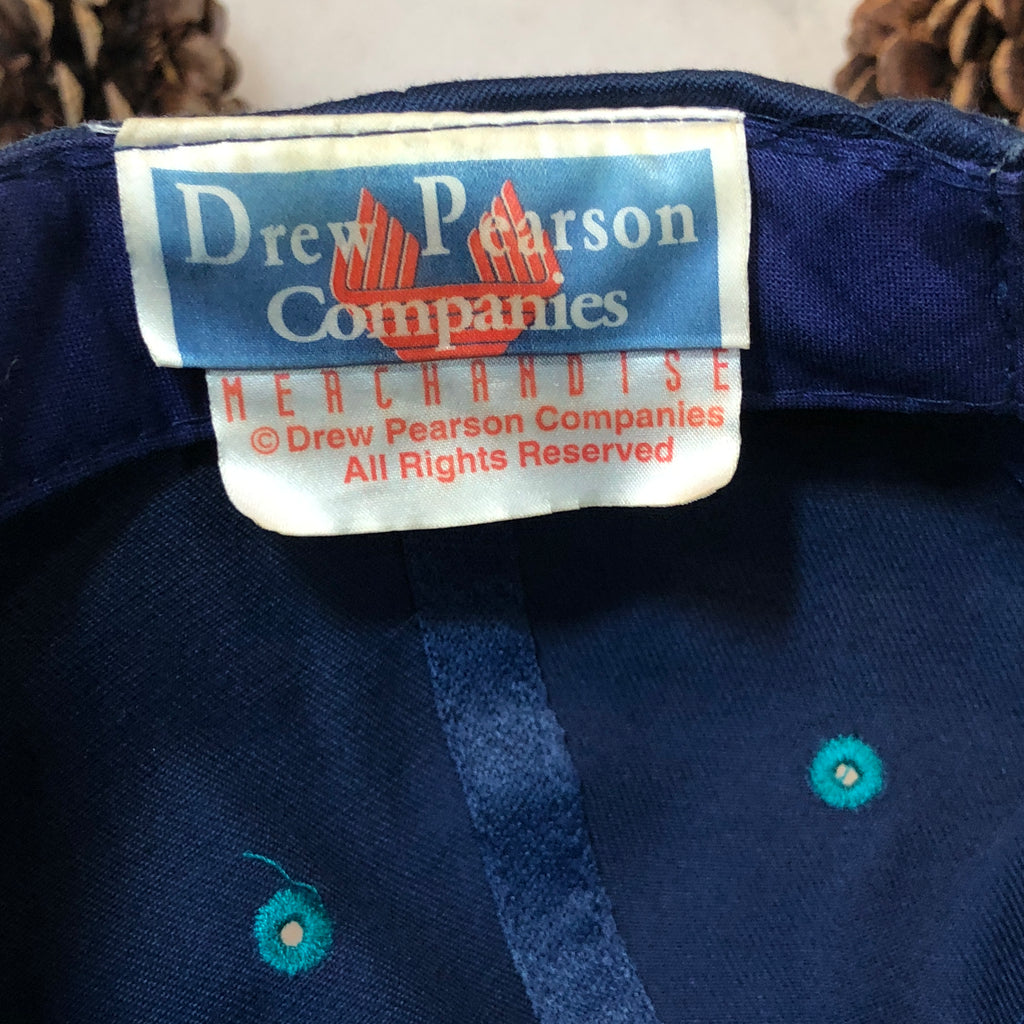 Drew Pearson
Companies
MERCHANDISE
© Drew Pearson Companies
All Rights Reserved